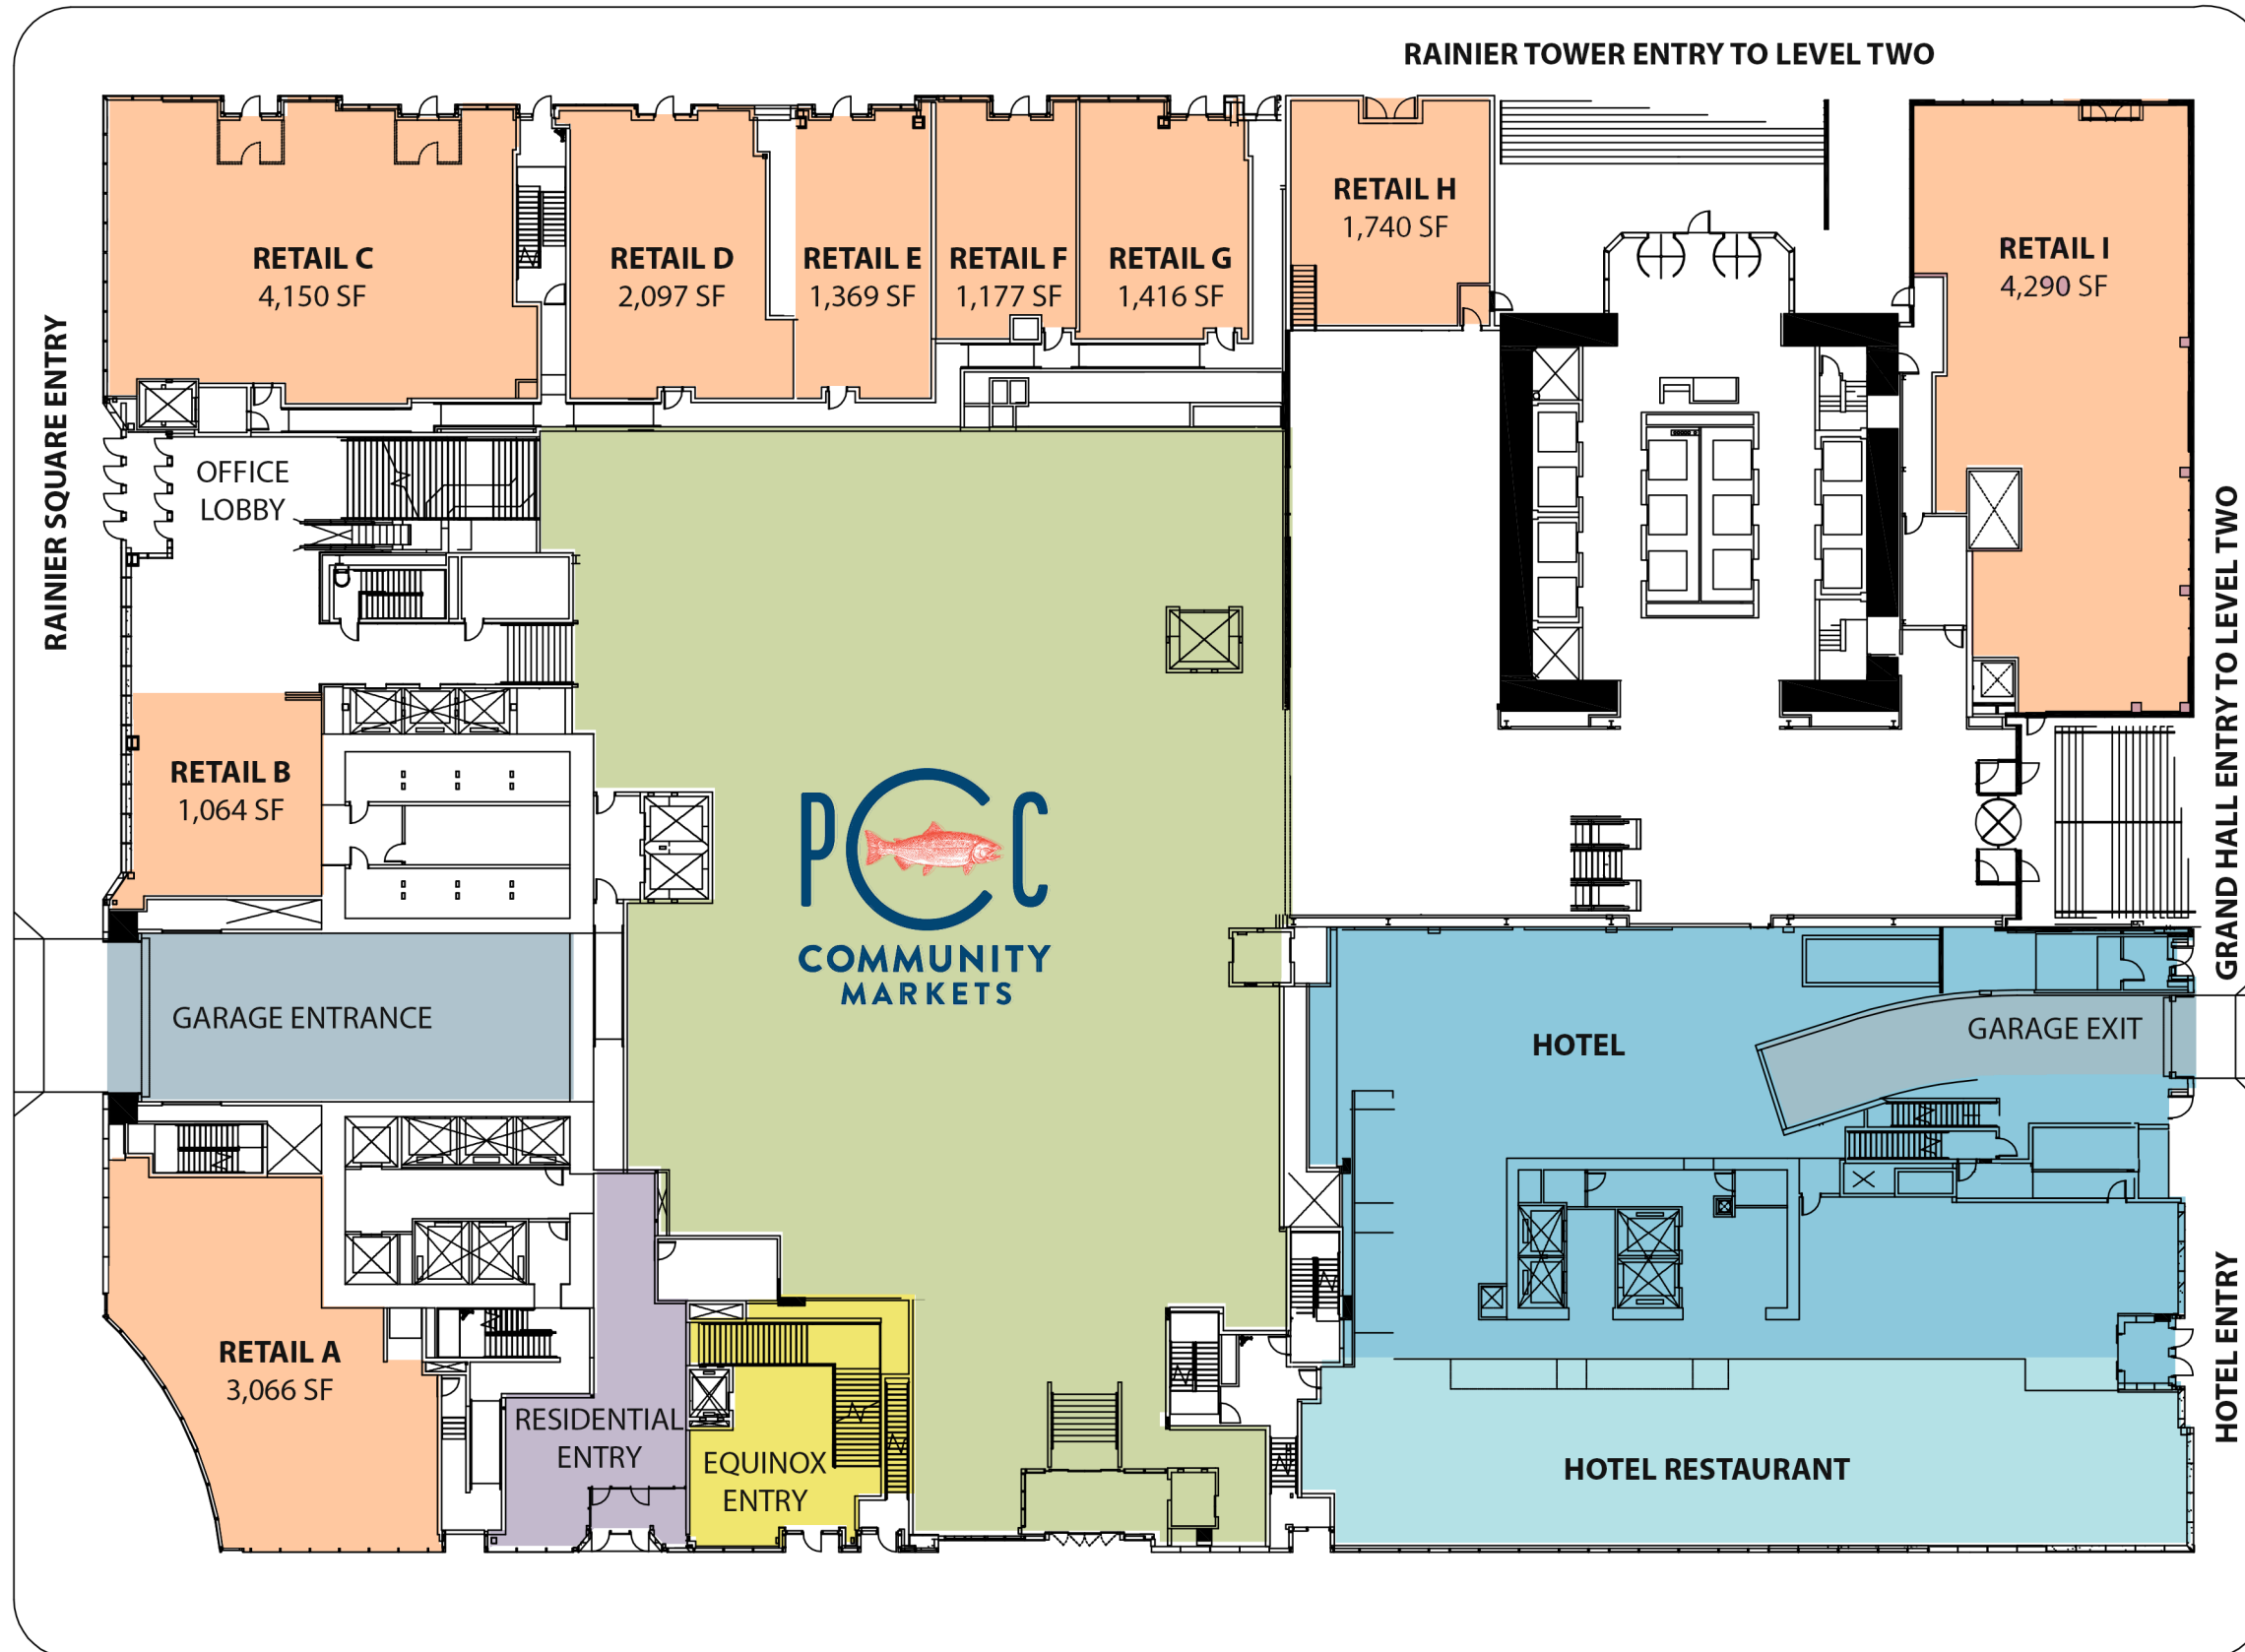 RAINIER TOWER ENTRY TO LEVEL TWO
RETAIL C
4,150 SF
RETAIL D
2,097 SF
RETAIL E
1,369 SF
RETAIL F
1,177 SF
RETAIL G
1,416 SF
RETAIL H
1,740 SF
RETAIL I
4,290 SF
RAINIER SQUARE ENTRY
OFFICE
LOBBY
GRAND HALL ENTRY TO LEVEL TWO
RETAIL B
1,064 SF
PCC
COMMUNITY
MARKETS
GARAGE ENTRANCE
HOTEL
GARAGE EXIT
RETAIL A
3,066 SF
RESIDENTIAL
ENTRY
EQUINOX
ENTRY
HOTEL ENTRY
HOTEL RESTAURANT